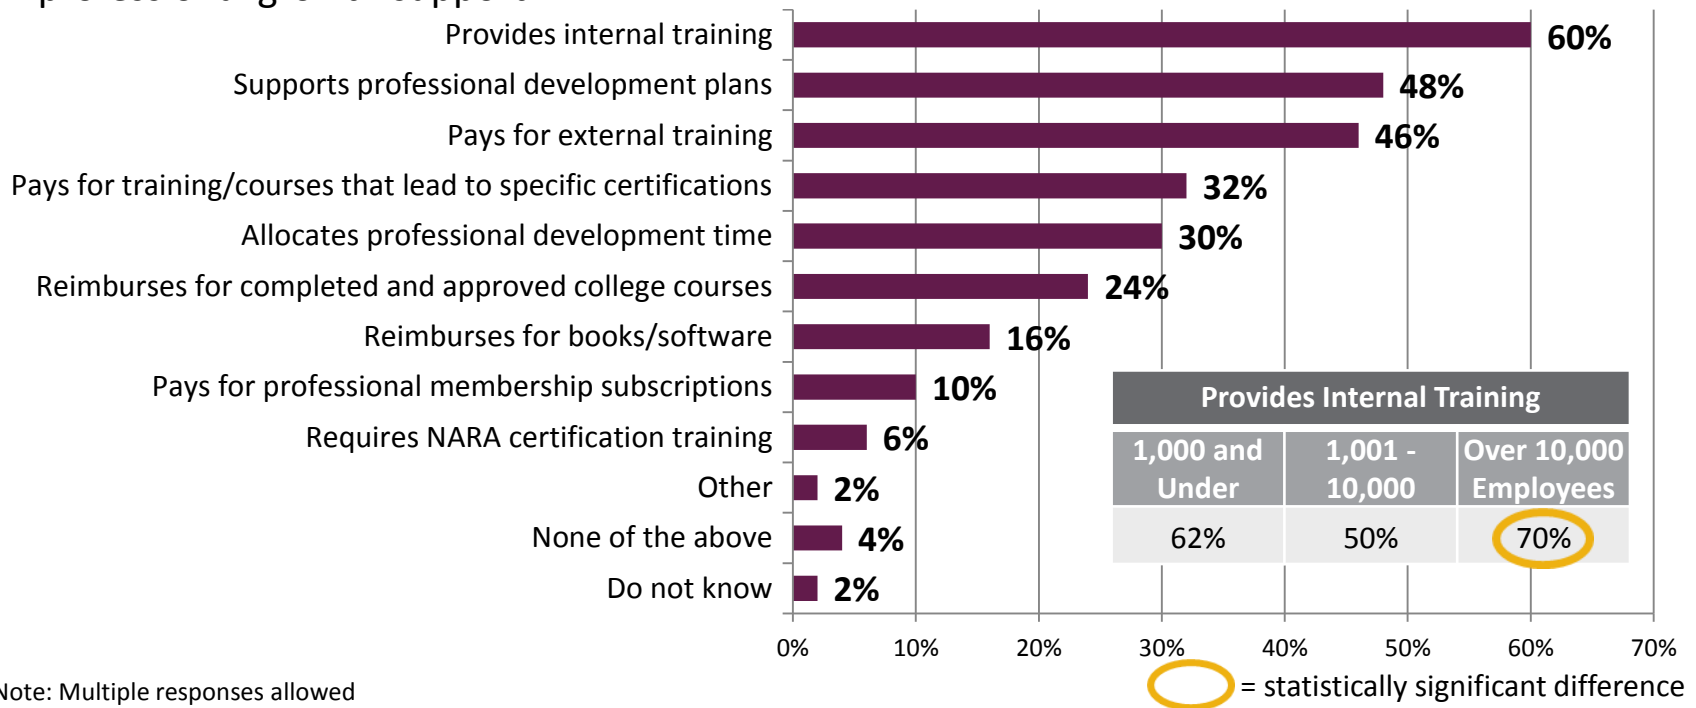 Provides internal training 60%
Supports professional development plans 48%
Pays for external training 46%
Pays for training/courses that lead to specific certifications 32%
Allocates professional development time 30%
Reimburses for completed and approved college courses 24%
Reimburses for books/software 16%
Pays for professional membership subscriptions 10%
Requires NARA certification training 6%
Other 2%
None of the above 4%
Do not know 2%
0% 10% 20% 30% 40% 50% 60% 70%
Provides Internal Training
1,000 and Under
1,001 - 10,000
Over 10,000 Employees
62% 50% 70%
= statistically significant difference
Note: Multiple responses allowed